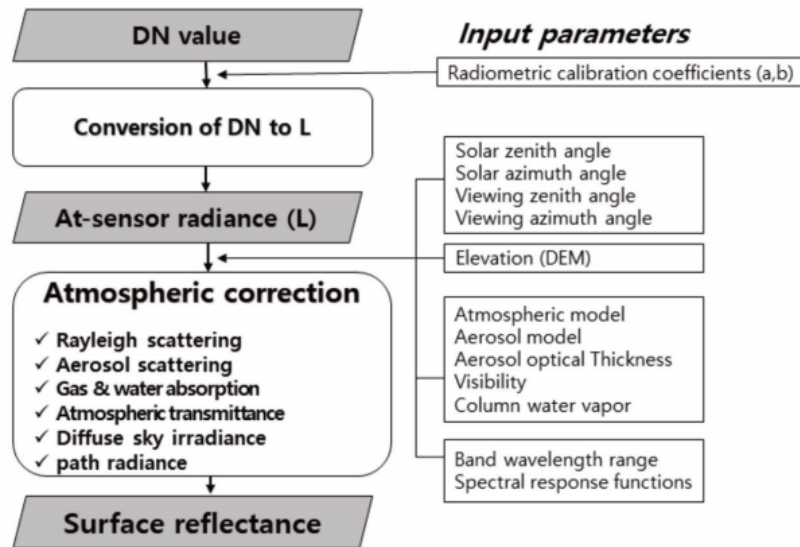 DN value
Input parameters
Radiometric calibration coefficients (a,b)
Conversion of DN to L
Solar zenith angle
Solar azimuth angle
Viewing zenith angle
Viewing azimuth angle
At-sensor radiance (L)
Elevation (DEM)
Atmospheric correction
✓ Rayleigh scattering
✓ Aerosol scattering
✓ Gas & water absorption
✓ Atmospheric transmittance
✓ Diffuse sky irradiance
✓ path radiance
Atmospheric model
Aerosol model
Aerosol optical Thickness
Visibility
Column water vapor
Band wavelength range
Spectral response functions
Surface reflectance